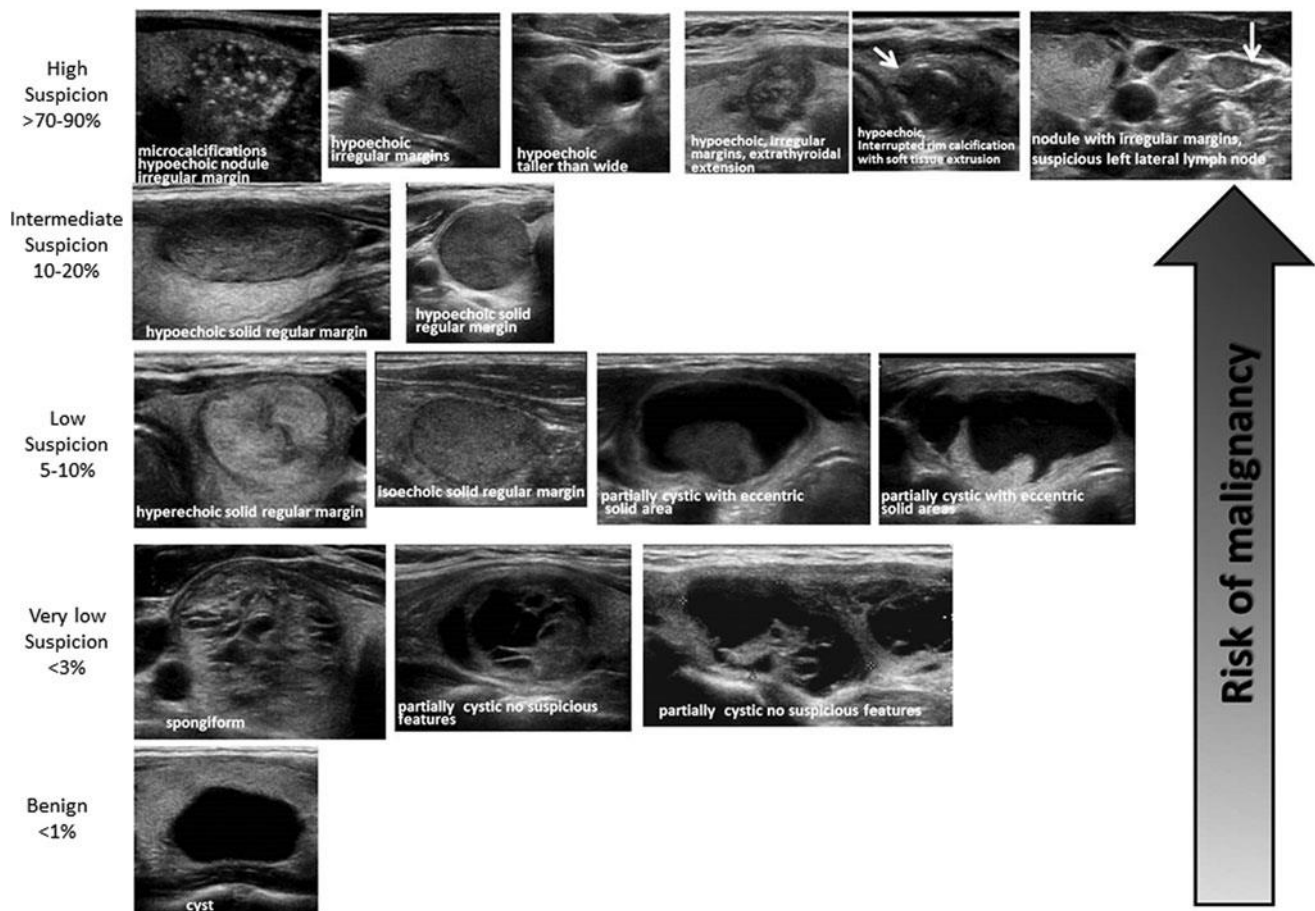 High
Suspicion
>70-90%
microcalcifications
hypoechoic nodule
irregular margin
hypoechoic
irregular margins
hypoechoic
taller than wide
hypoechoic, irregular
margins, extrathyroidal
extension
hypoechoic,
Interrupted rim calcification
with soft tissue extrusion
nodule with irregular margins,
suspicious left lateral lymph node
Intermediate
Suspicion
10-20%
hypoechoic solid regular margin
hypoechoic solid
regular margin
Low
Suspicion
5-10%
hyperechoic solid regular margin
isoechoic solid regular margin
partially cystic with eccentric
solid area
partially cystic with eccentric
solid areas
Very low
Suspicion
<3%
spongiform
partially cystic no suspicious
features
partially cystic no suspicious features
Benign
<1%
cyst
Risk of malignancy